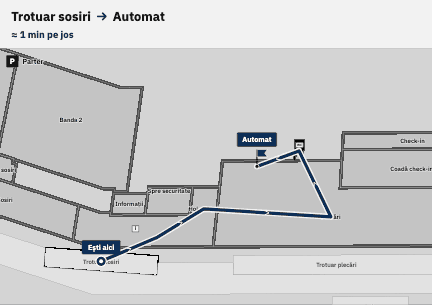 Trotuar sosiri → Automat
≈ 1 min pe jos
P Parter
Banda 2
Automat
Check-in
Coadă check-in
Spre securitate
Informații
Ești aici
Trotuar plecări